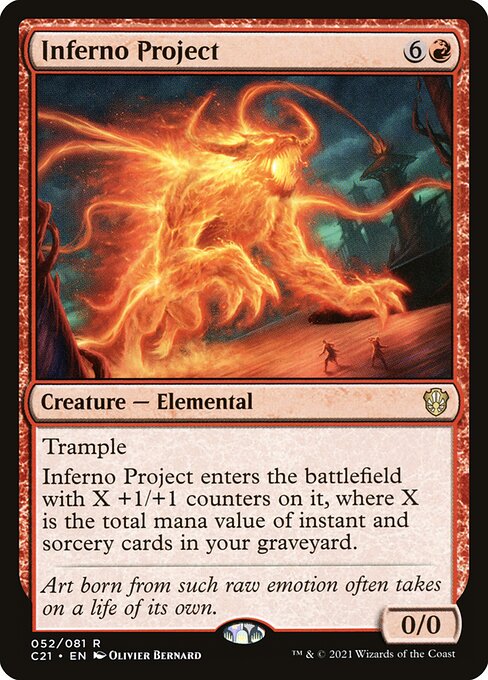 Inferno Project 6
Creature — Elemental
Trample
Inferno Project enters the battlefield
with X +1/+1 counters on it, where X
is the total mana value of instant and
sorcery cards in your graveyard.
Art born from such raw emotion often takes
on a life of its own.
0/0
052/081 R
C21 • EN Olivier Bernard
™ & © 2021 Wizards of the Coast